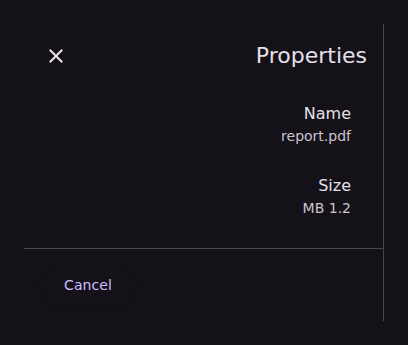 Properties
Name
report.pdf
Size
MB 1.2
Cancel